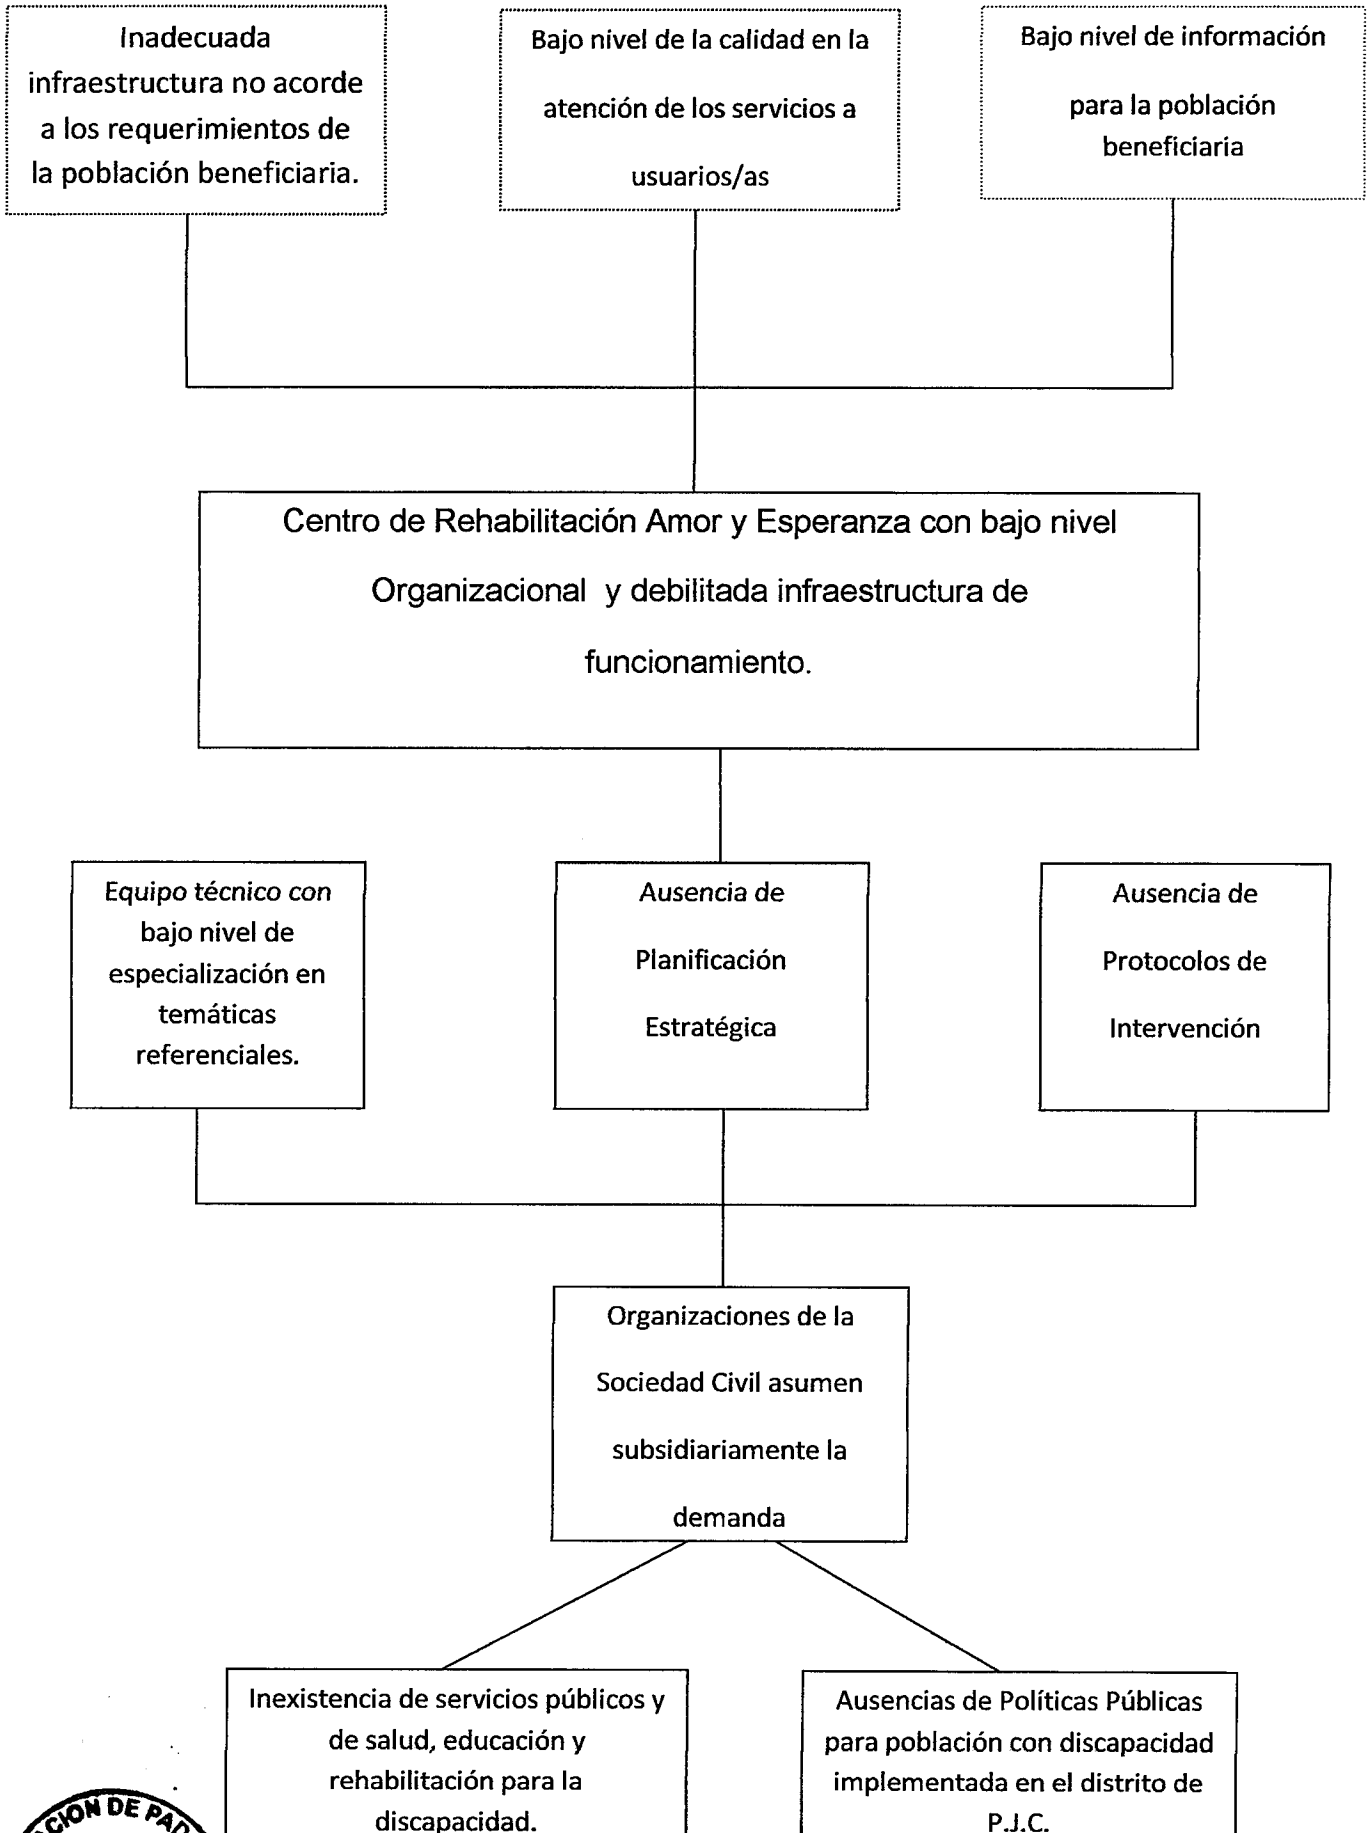 Inadecuada
infraestructura no acorde
a los requerimientos de
la población beneficiaria.
Bajo nivel de la calidad en la
atención de los servicios a
usuarios/as
Bajo nivel de información
para la población
beneficiaria
Centro de Rehabilitación Amor y Esperanza con bajo nivel
Organizacional y debilitada infraestructura de
funcionamiento.
Equipo técnico con
bajo nivel de
especialización en
temáticas
referenciales.
Ausencia de
Planificación
Estratégica
Ausencia de
Protocolos de
Intervención
Organizaciones de la
Sociedad Civil asumen
subsidiariamente la
demanda
Inexistencia de servicios públicos y
de salud, educación y
rehabilitación para la
discapacidad.
Ausencias de Políticas Públicas
para población con discapacidad
implementada en el distrito de
P.J.C.
DE